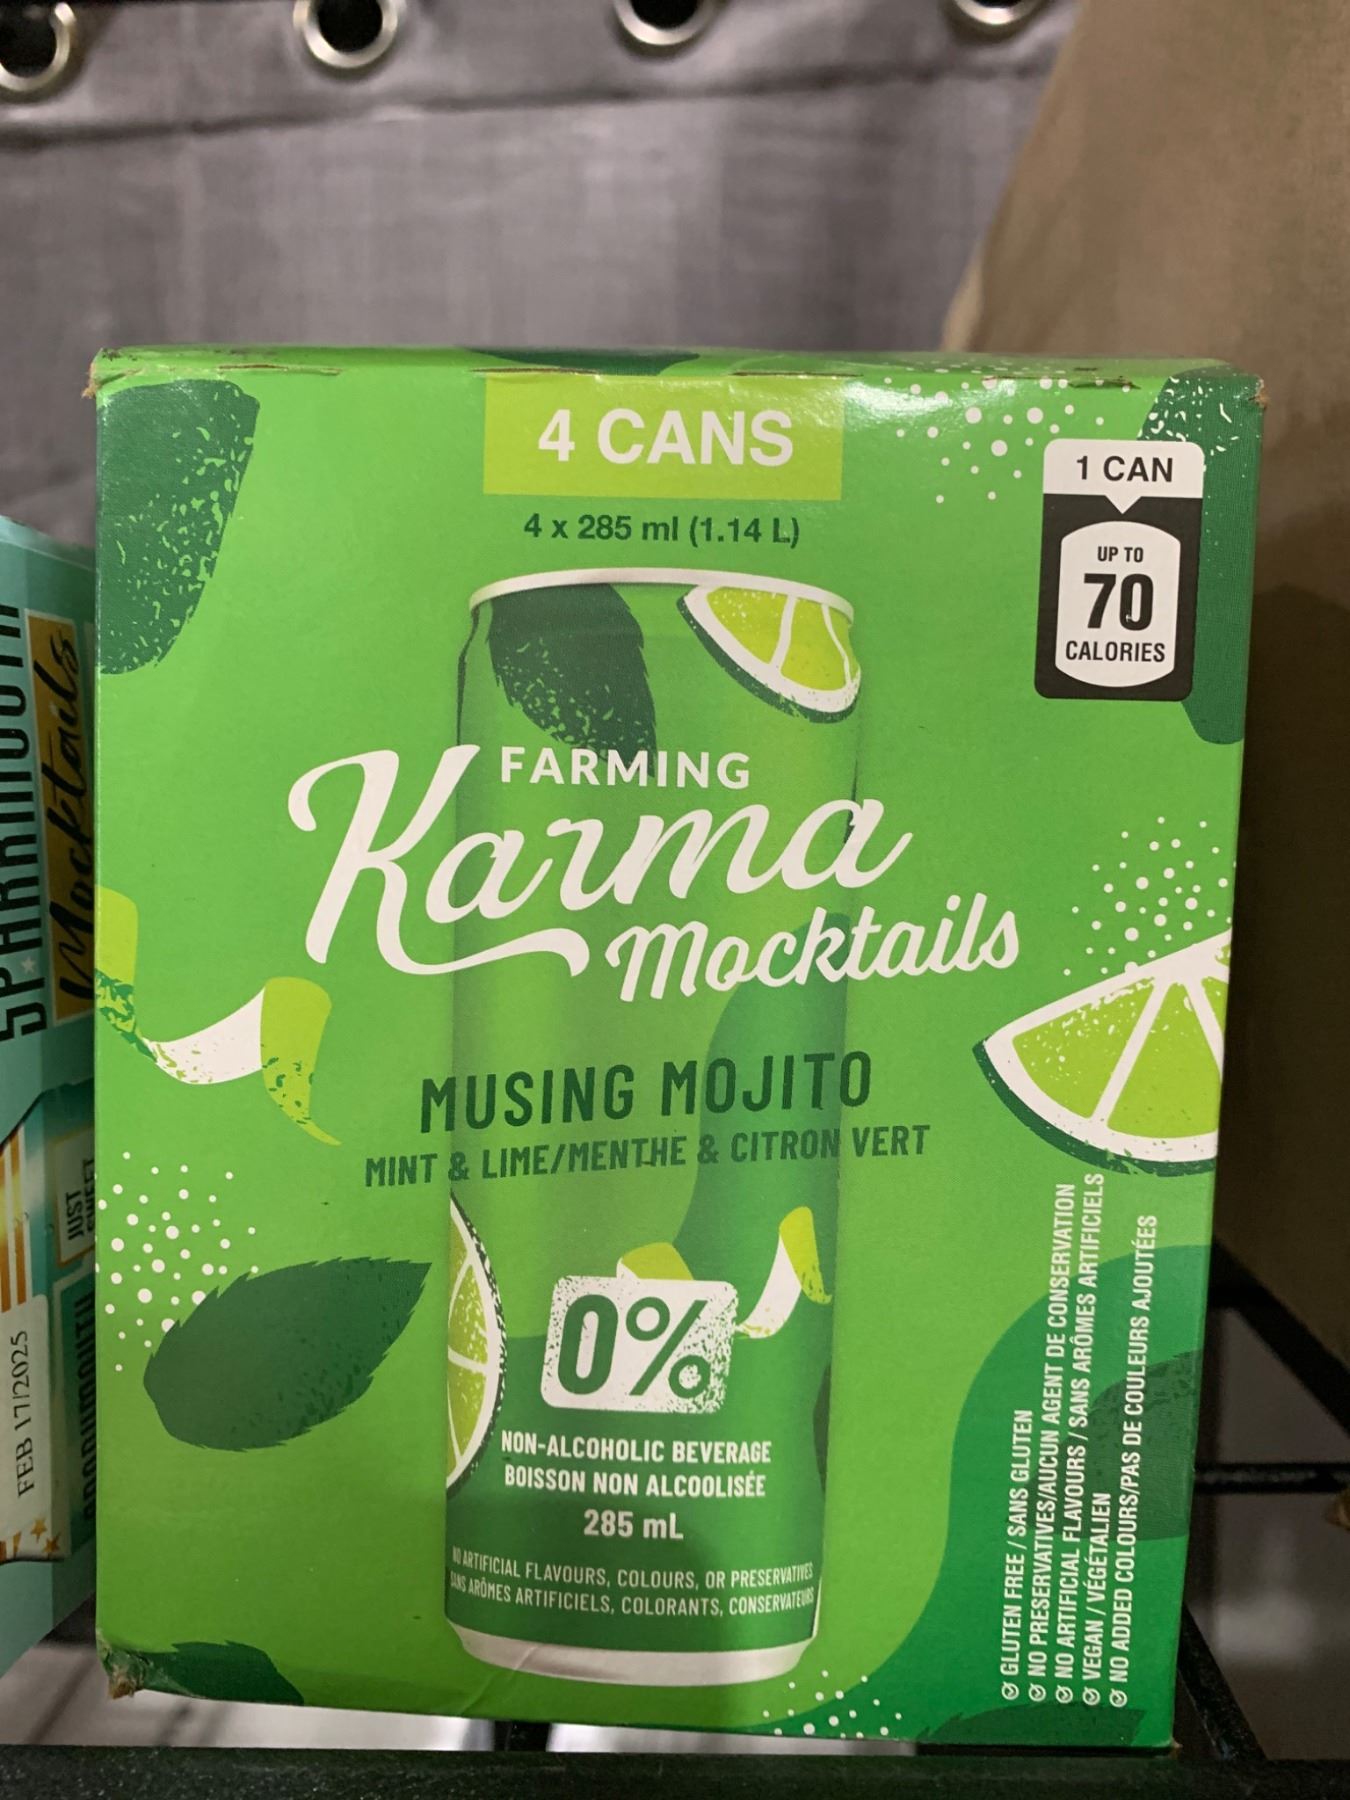 4 CANS
4 x 285 ml (1.14 L)
1 CAN
UP TO
70
CALORIES
FARMING
Karma
Mocktails
MUSING MOJITO
MINT & LIME/MENTHE & CITRON VERT
0%
NON-ALCOHOLIC BEVERAGE
BOISSON NON ALCOOLISÉE
285 mL
NO ARTIFICIAL FLAVOURS, COLOURS, OR PRESERVATIVES
SANS ARÔMES ARTIFICIELS, COLORANTS, CONSERVATEURS
GLUTEN FREE / SANS GLUTEN
NO PRESERVATIVES/AUCUN AGENT DE CONSERVATION
NO ARTIFICIAL FLAVOURS / SANS ARÔMES ARTIFICIELS
VEGAN / VÉGÉTALIEN
NO ADDED COLOURS/PAS DE COULEURS AJOUTÉES
Mocktails
JUST
SWEET
FEB 17/2025